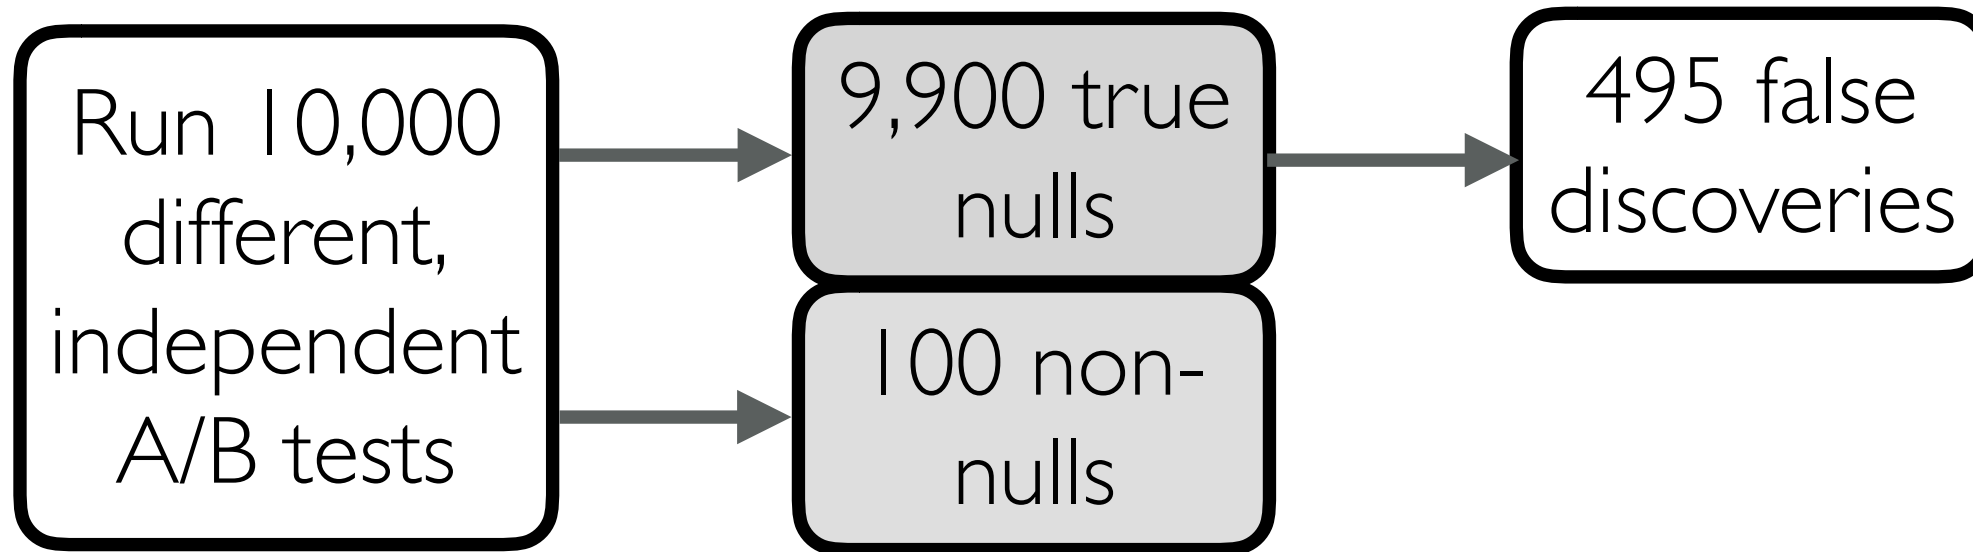 Run 10,000
different,
independent
A/B tests
9,900 true
nulls
100 non-
nulls
495 false
discoveries